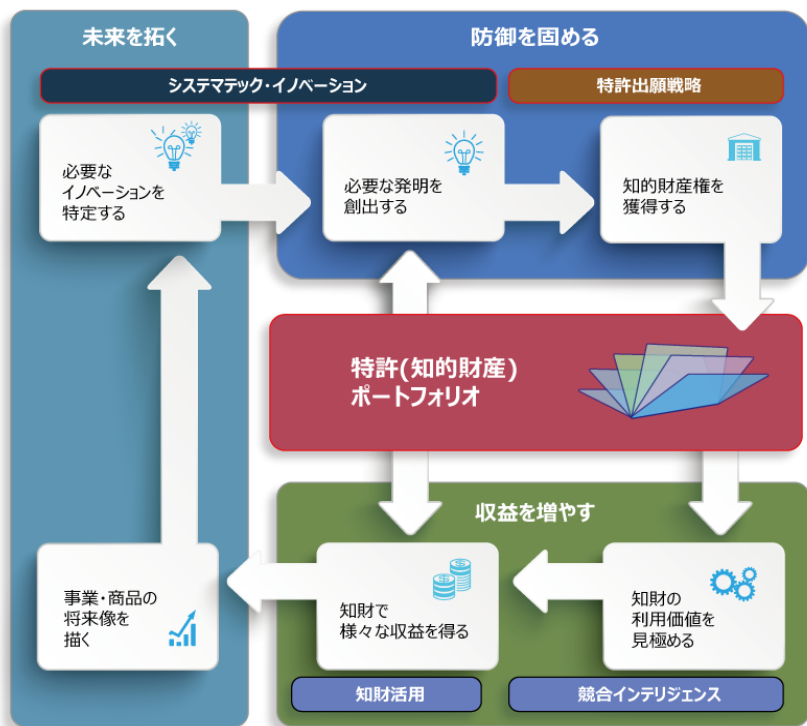 未来を拓く
防御を固める
システマテック・イノベーション
特許出願戦略
必要な
イノベーションを
特定する
必要な発明を
創出する
知的財産権を
獲得する
特許(知的財産)
ポートフォリオ
収益を増やす
事業・商品の
将来像を
描く
知財で
様々な収益を得る
知財の
利用価値を
見極める
知財活用
競合インテリジェンス